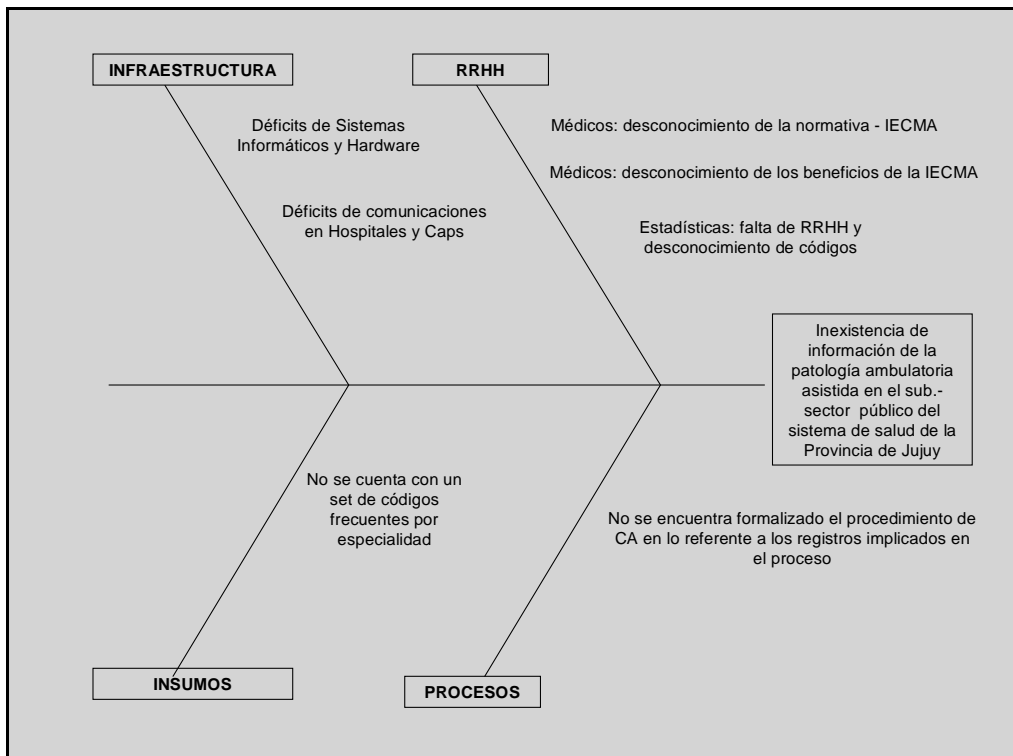 INFRAESTRUCTURA
RRHH
Déficits de Sistemas
Informáticos y Hardware
Déficits de comunicaciones
en Hospitales y Caps
Médicos: desconocimiento de la normativa - IECMA
Médicos: desconocimiento de los beneficios de la IECMA
Estadísticas: falta de RRHH y
desconocimiento de códigos
Inexistencia de
información de la
patología ambulatoria
asistida en el sub.-
sector  público del
sistema de salud de la
Provincia de Jujuy
No se cuenta con un
set de códigos
frecuentes por
especialidad
No se encuentra formalizado el procedimiento de
CA en lo referente a los registros implicados en
el proceso
INSUMOS
PROCESOS